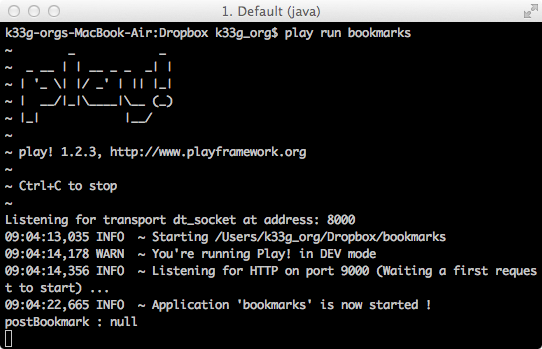 1. Default (java)
k33g-orgs-MacBook-Air:Dropbox k33g_org$ play run bookmarks
~        _            _
~  _ __ | | __ _ _  _| |
~ | '_ \| |/ _' | || |_|
~ |  __/|_|\____|\__ (_)
~ |_|            |__/
~
~ play! 1.2.3, http://www.playframework.org
~
~ Ctrl+C to stop
~
Listening for transport dt_socket at address: 8000
09:04:13,035 INFO  ~ Starting /Users/k33g_org/Dropbox/bookmarks
09:04:14,178 WARN  ~ You're running Play! in DEV mode
09:04:14,356 INFO  ~ Listening for HTTP on port 9000 (Waiting a first reques
t to start) ...
09:04:22,665 INFO  ~ Application 'bookmarks' is now started !
postBookmark : null